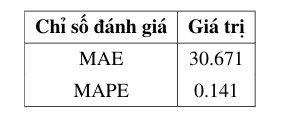 Chỉ số đánh giá Giá trị
MAE 30.671
MAPE 0.141